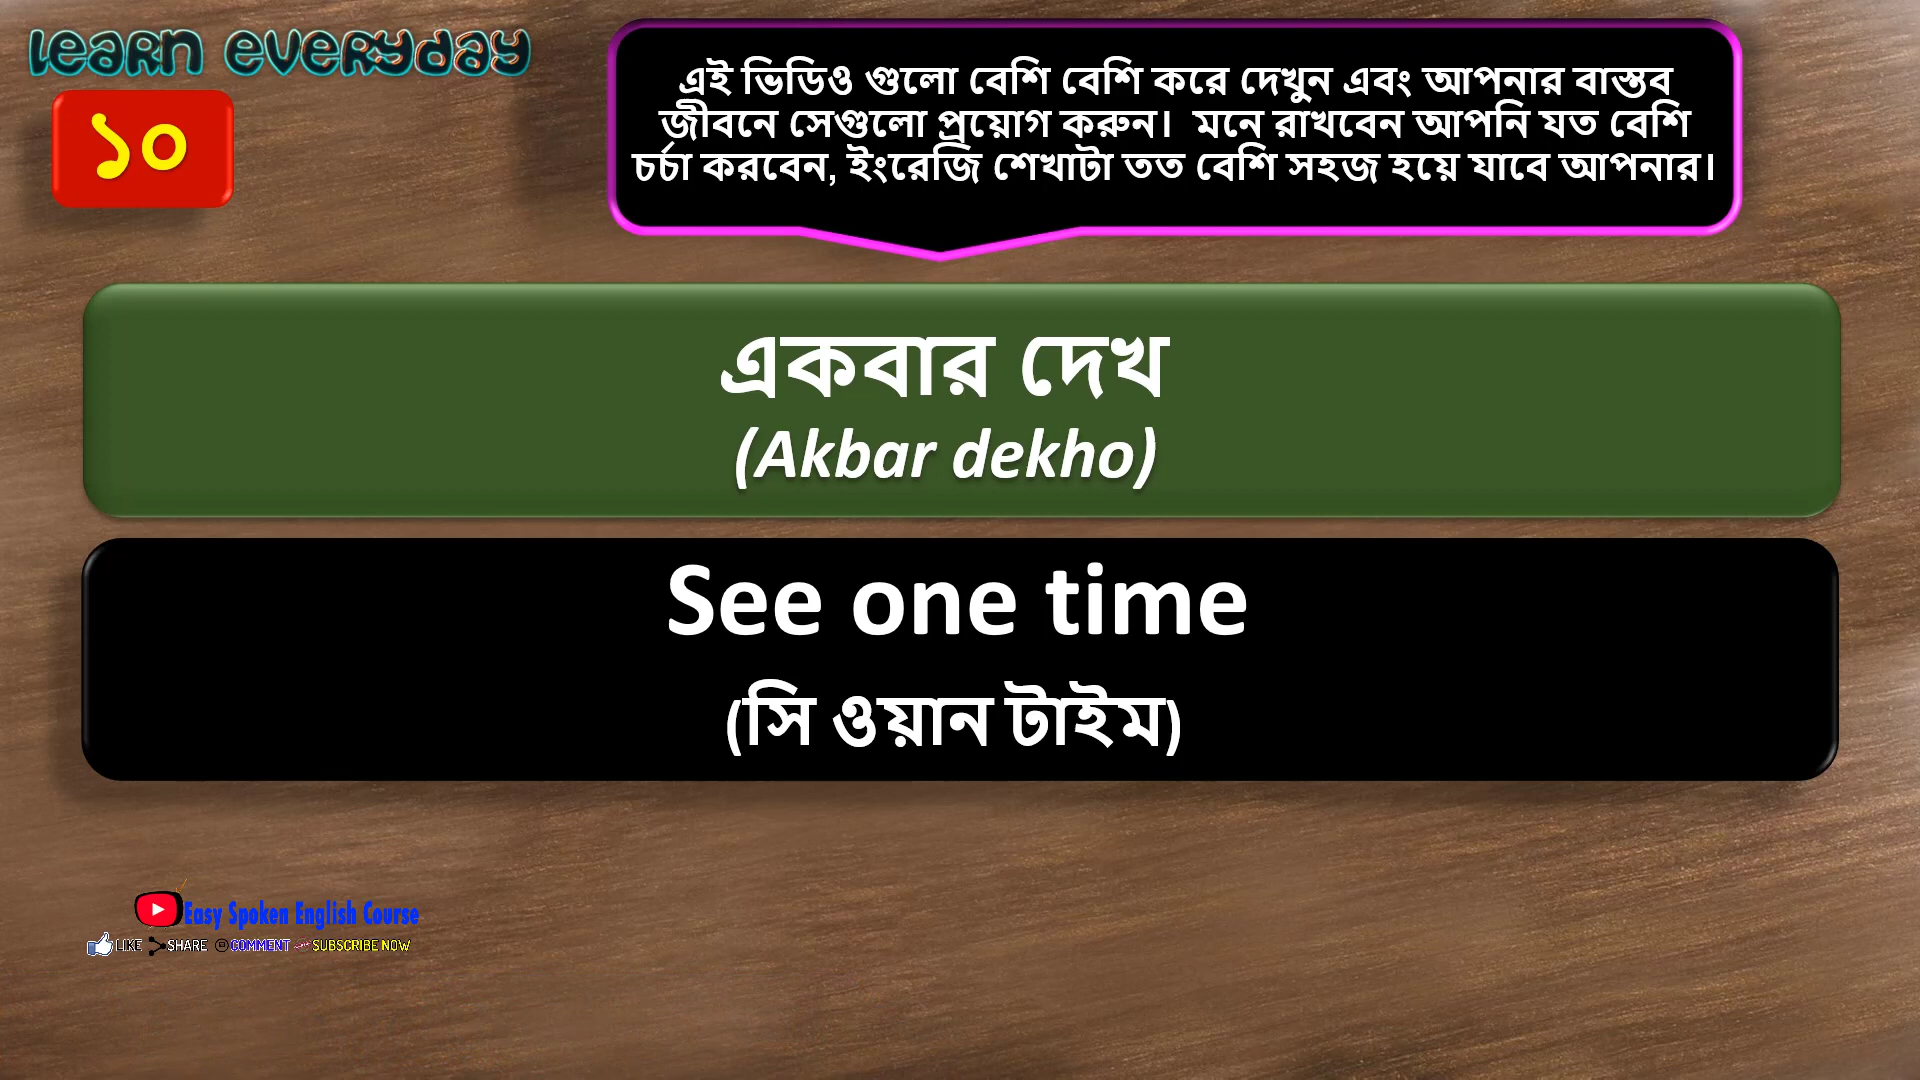 Learn Everyday
১০
এই ভিডিও গুলো বেশি বেশি করে দেখুন এবং আপনার বাস্তব
জীবনে সেগুলো প্রয়োগ করুন। মনে রাখবেন আপনি যত বেশি
চর্চা করবেন, ইংরেজি শেখাটা তত বেশি সহজ হয়ে যাবে আপনার।
একবার দেখ
(Akbar dekho)
See one time
(সি ওয়ান টাইম)
Easy Spoken English Course
LIKE SHARE COMMENT SUBSCRIBE NOW